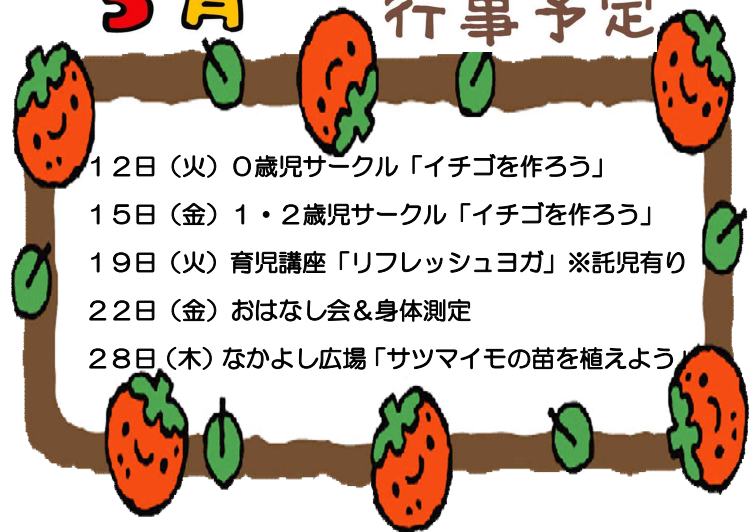 5月 行事予定
１２日（火）０歳児サークル「イチゴを作ろう」
１５日（金）１・２歳児サークル「イチゴを作ろう」
１９日（火）育児講座「リフレッシュヨガ」※託児有り
２２日（金）おはなし会＆身体測定
２８日（木）なかよし広場「サツマイモの苗を植えよう」